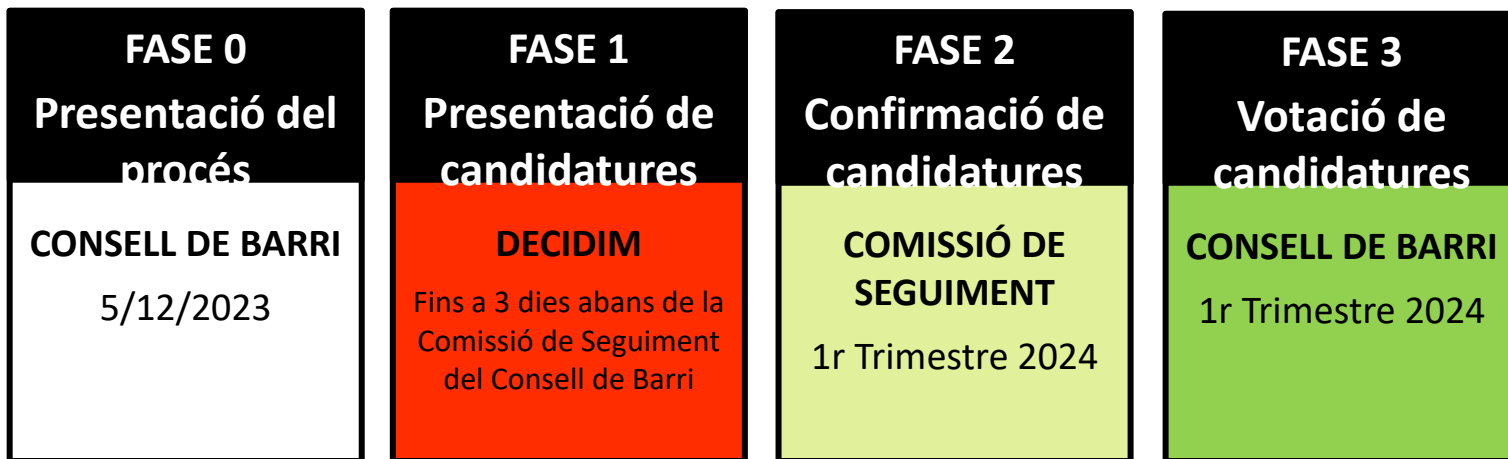 FASE 0
Presentació del
procés
CONSELL DE BARRI
5/12/2023
FASE 1
Presentació de
candidatures
DECIDIM
Fins a 3 dies abans de la
Comissió de Seguiment
del Consell de Barri
FASE 2
Confirmació de
candidatures
COMISSIÓ DE
SEGUIMENT
1r Trimestre 2024
FASE 3
Votació de
candidatures
CONSELL DE BARRI
1r Trimestre 2024